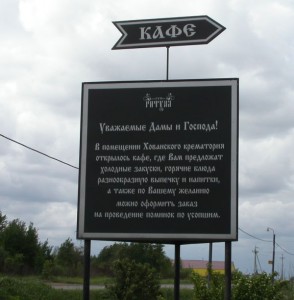 КАФЕ
РИТУАЛ
Уважаемые Дамы и Господа!
В помещении Хованского крематория
открылось кафе, где Вам предложат
холодные закуски, горячие блюда
разнообразную выпечку и напитки,
а также по Вашему желанию
можно оформить заказ
на проведение поминок по усопшим.